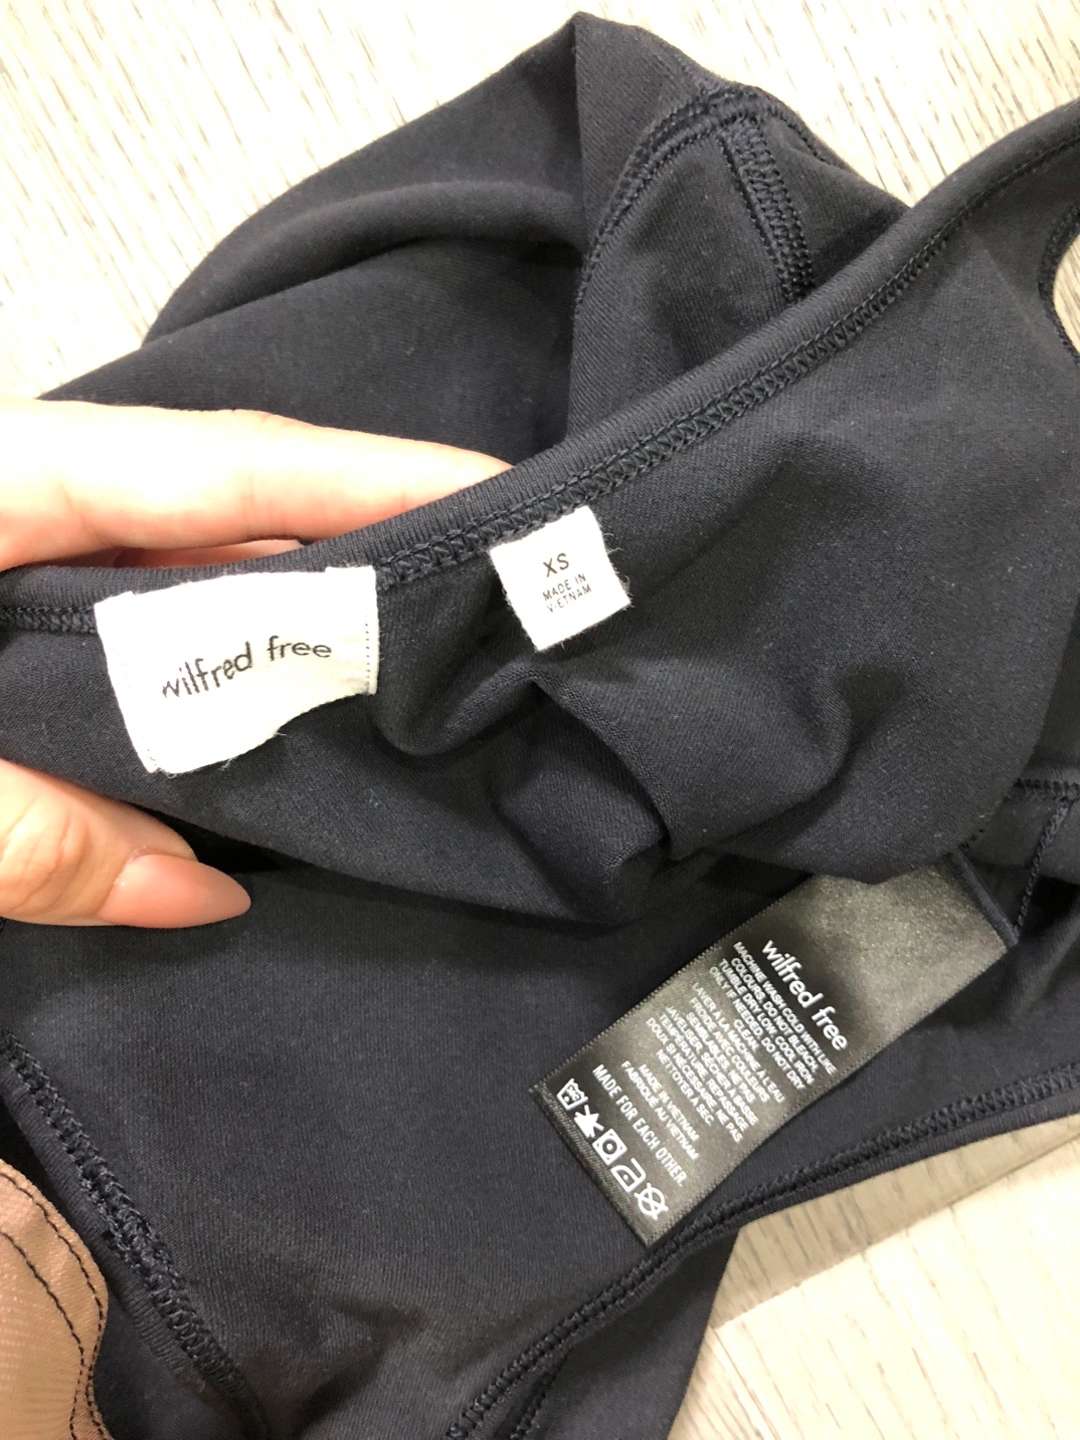 wilfred free
XS
MADE IN
VIETNAM
wilfred free
MACHINE WASH COLD WITH LIKE
COLOURS, DO NOT BLEACH,
TUMBLE DRY LOW, COOL IRON
ONLY IF NEEDED, DO NOT DRY
CLEAN.
LAVER À LA MACHINE À L'EAU
FROIDE AVEC COULEURS
SEMBLABLES, NE PAS
JAVELISER, SÉCHER À BASSE
TEMPÉRATURE, REPASSAGE
DOUX SI NÉCESSAIRE, NE PAS
NETTOYER À SEC.
MADE IN VIETNAM
FABRIQUÉ AU VIETNAM
MADE FOR EACH OTHER.